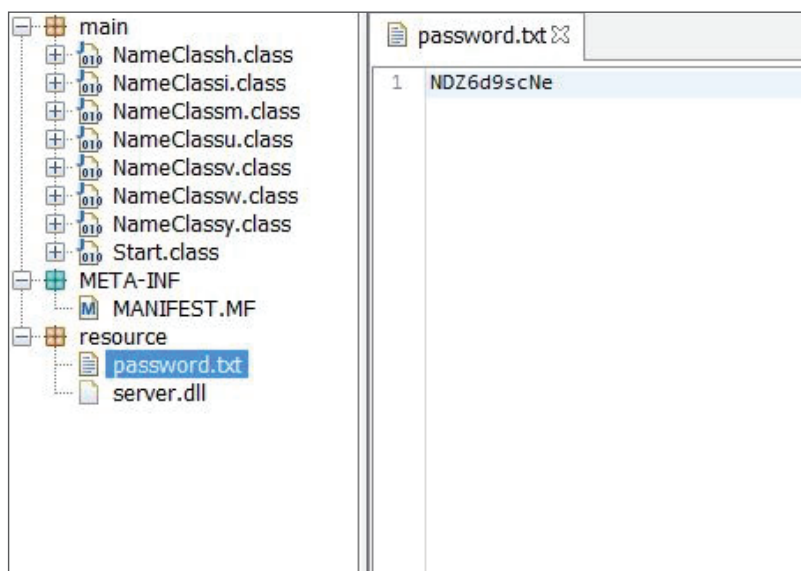 main
NameClassh.class
NameClassi.class
NameClassm.class
NameClassu.class
NameClassv.class
NameClassw.class
NameClassy.class
Start.class
META-INF
MANIFEST.MF
resource
password.txt
server.dll
password.txt
1 NDZ6d9scNe